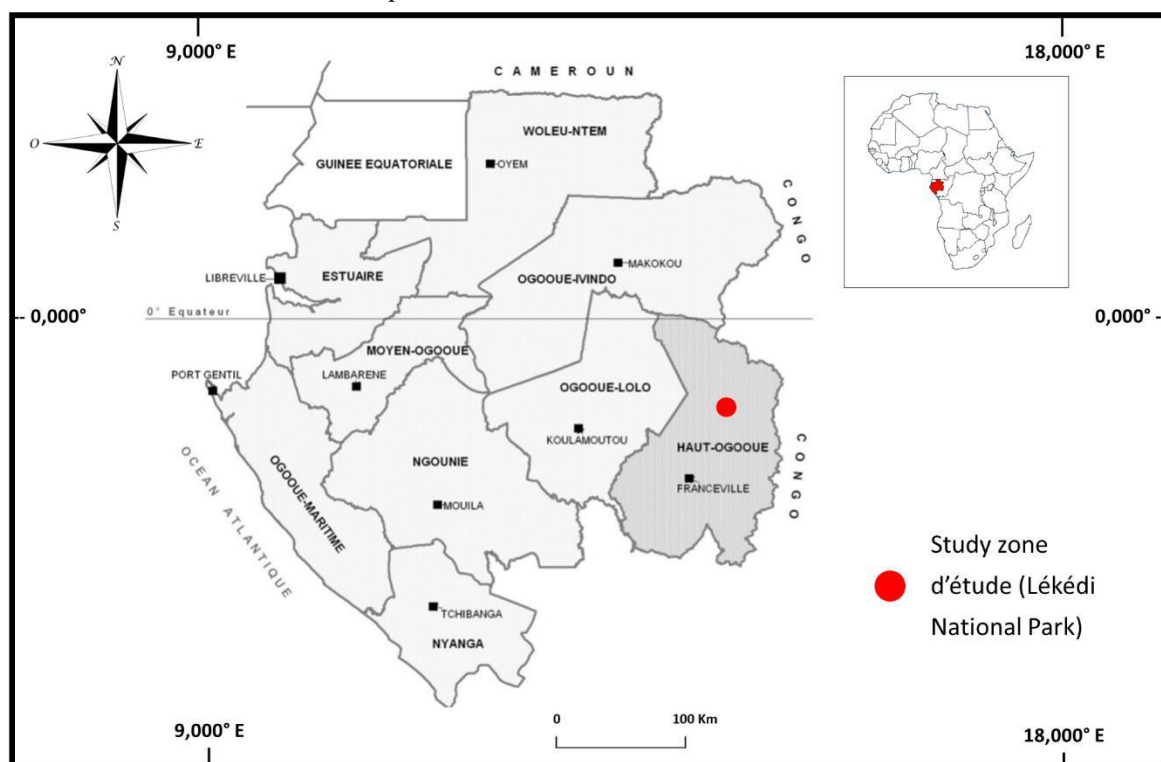 9,000° E
18,000° E
N
O
E
S
CAMEROUN
WOLEU-NTEM
GUINEE EQUATORIALE
OYEM
CONGO
MAKOKOU
LIBREVILLE
ESTUAIRE
OGOOUE-IVINDO
0,000°
0° Equateur
0,000°
MOYEN-OGOOUE
PORT GENTIL
LAMBARENE
OGOOUE-LOLO
KOULAMOUTOU
HAUT-OGOOUE
CONGO
NGOUNIE
FRANCEVILLE
OCEAN ATLANTIQUE
OGOOUE-MARITIME
MOUILA
Study zone
d'étude (Lékédi
National Park)
TCHIBANGA
NYANGA
0
100 Km
9,000° E
18,000° E